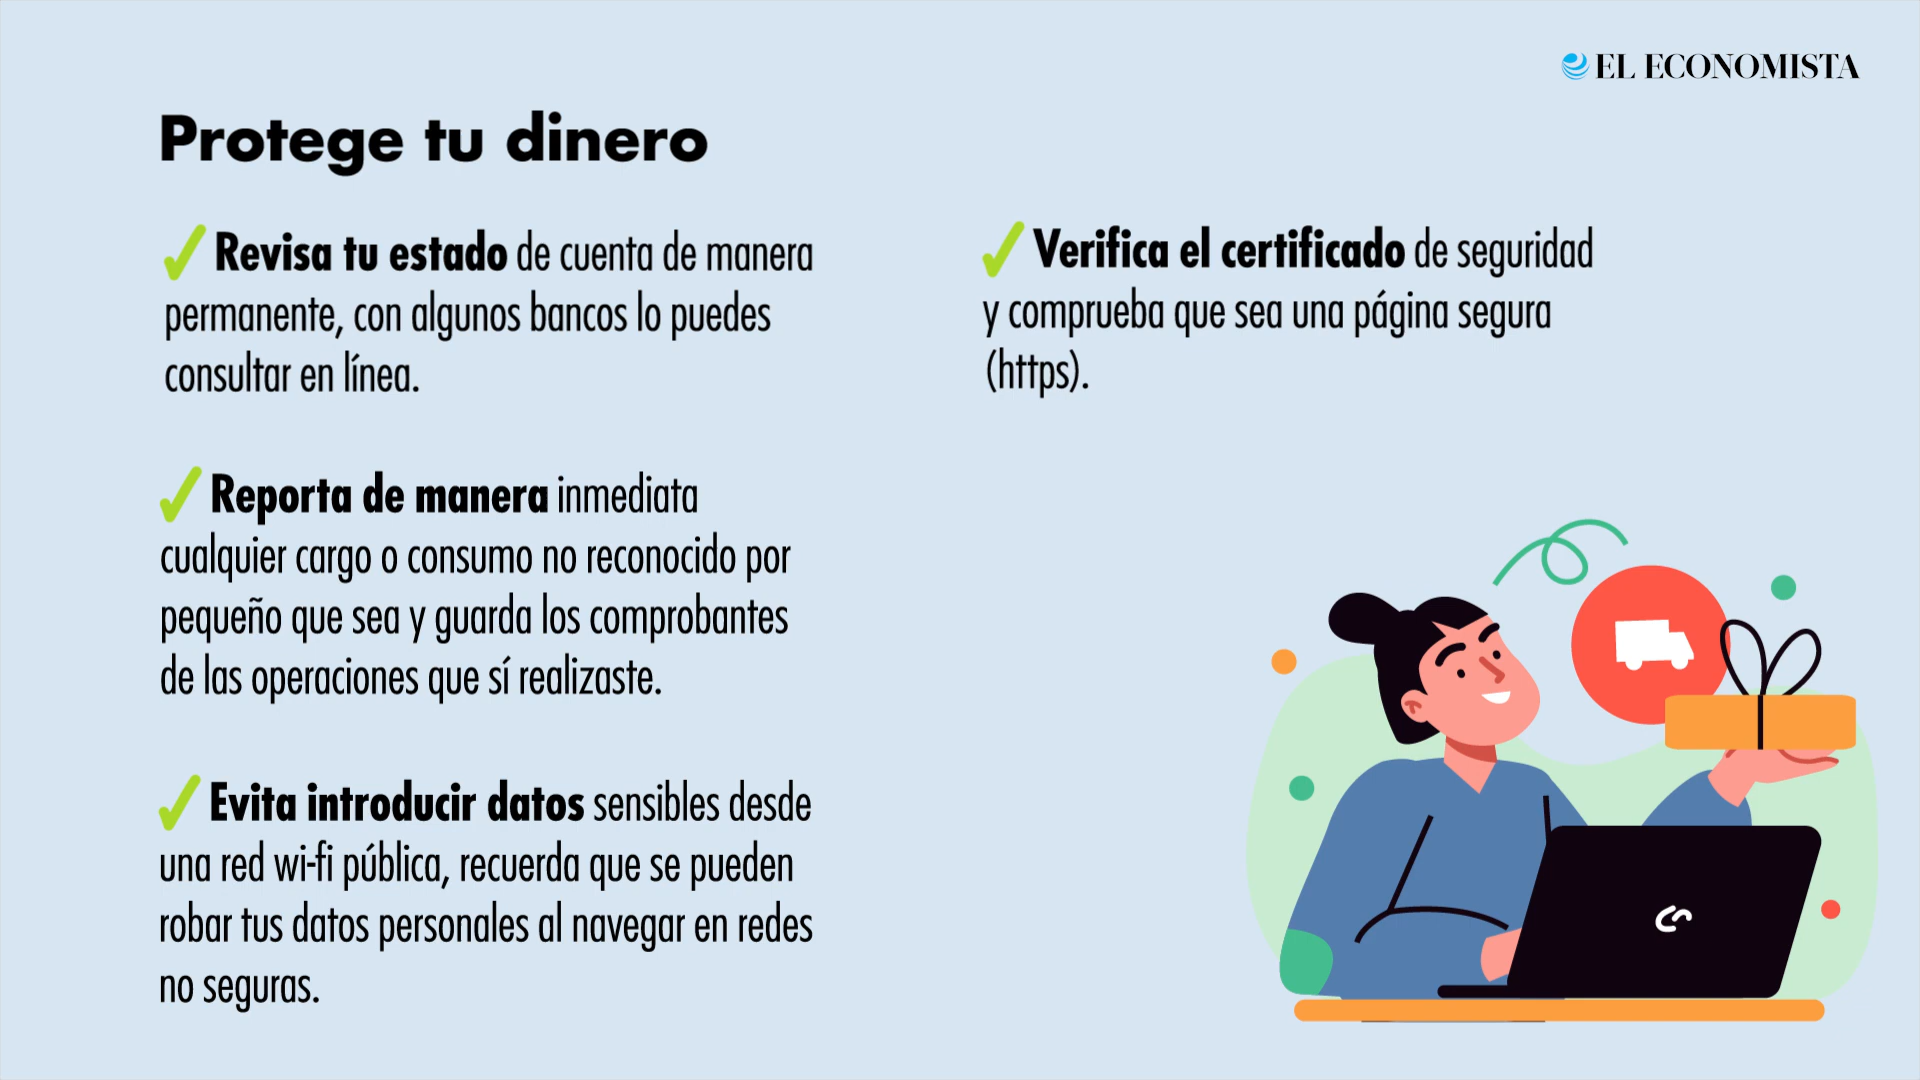 EL ECONOMISTA
Protege tu dinero
Revisa tu estado de cuenta de manera
permanente, con algunos bancos lo puedes
consultar en línea.
Reporta de manera inmediata
cualquier cargo o consumo no reconocido por
pequeño que sea y guarda los comprobantes
de las operaciones que sí realizaste.
Evita introducir datos sensibles desde
una red wi-fi pública, recuerda que se pueden
robar tus datos personales al navegar en redes
no seguras.
Verifica el certificado de seguridad
y comprueba que sea una página segura
(https).